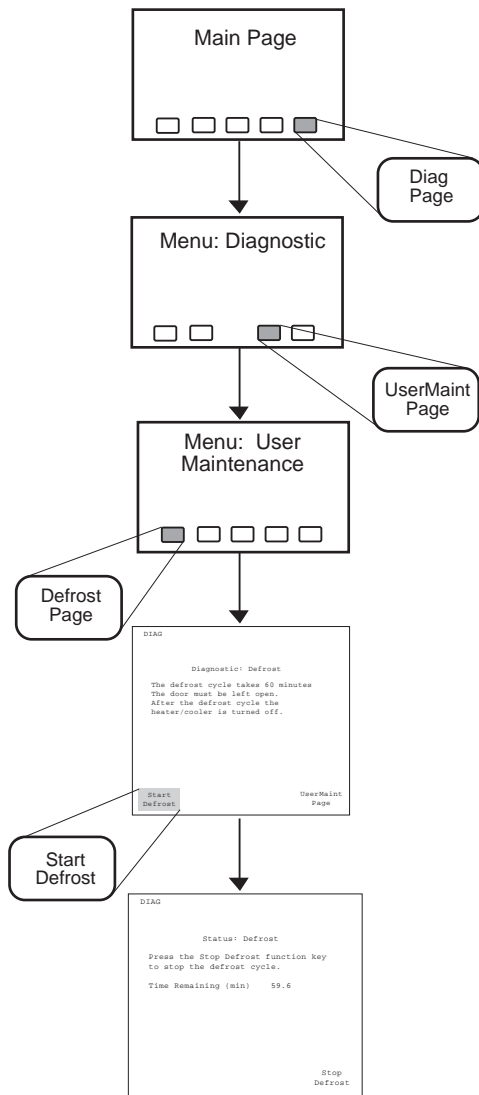 Main Page
Diag
Page
Menu: Diagnostic
UserMaint
Page
Menu: User
Maintenance
Defrost
Page
DIAG
Diagnostic: Defrost
The defrost cycle takes 60 minutes
The door must be left open.
After the defrost cycle the
heater/cooler is turned off.
Start
Defrost
UserMaint
Page
Start
Defrost
DIAG
Status: Defrost
Press the Stop Defrost function key
to stop the defrost cycle.
Time Remaining (min) 59.6
Stop
Defrost